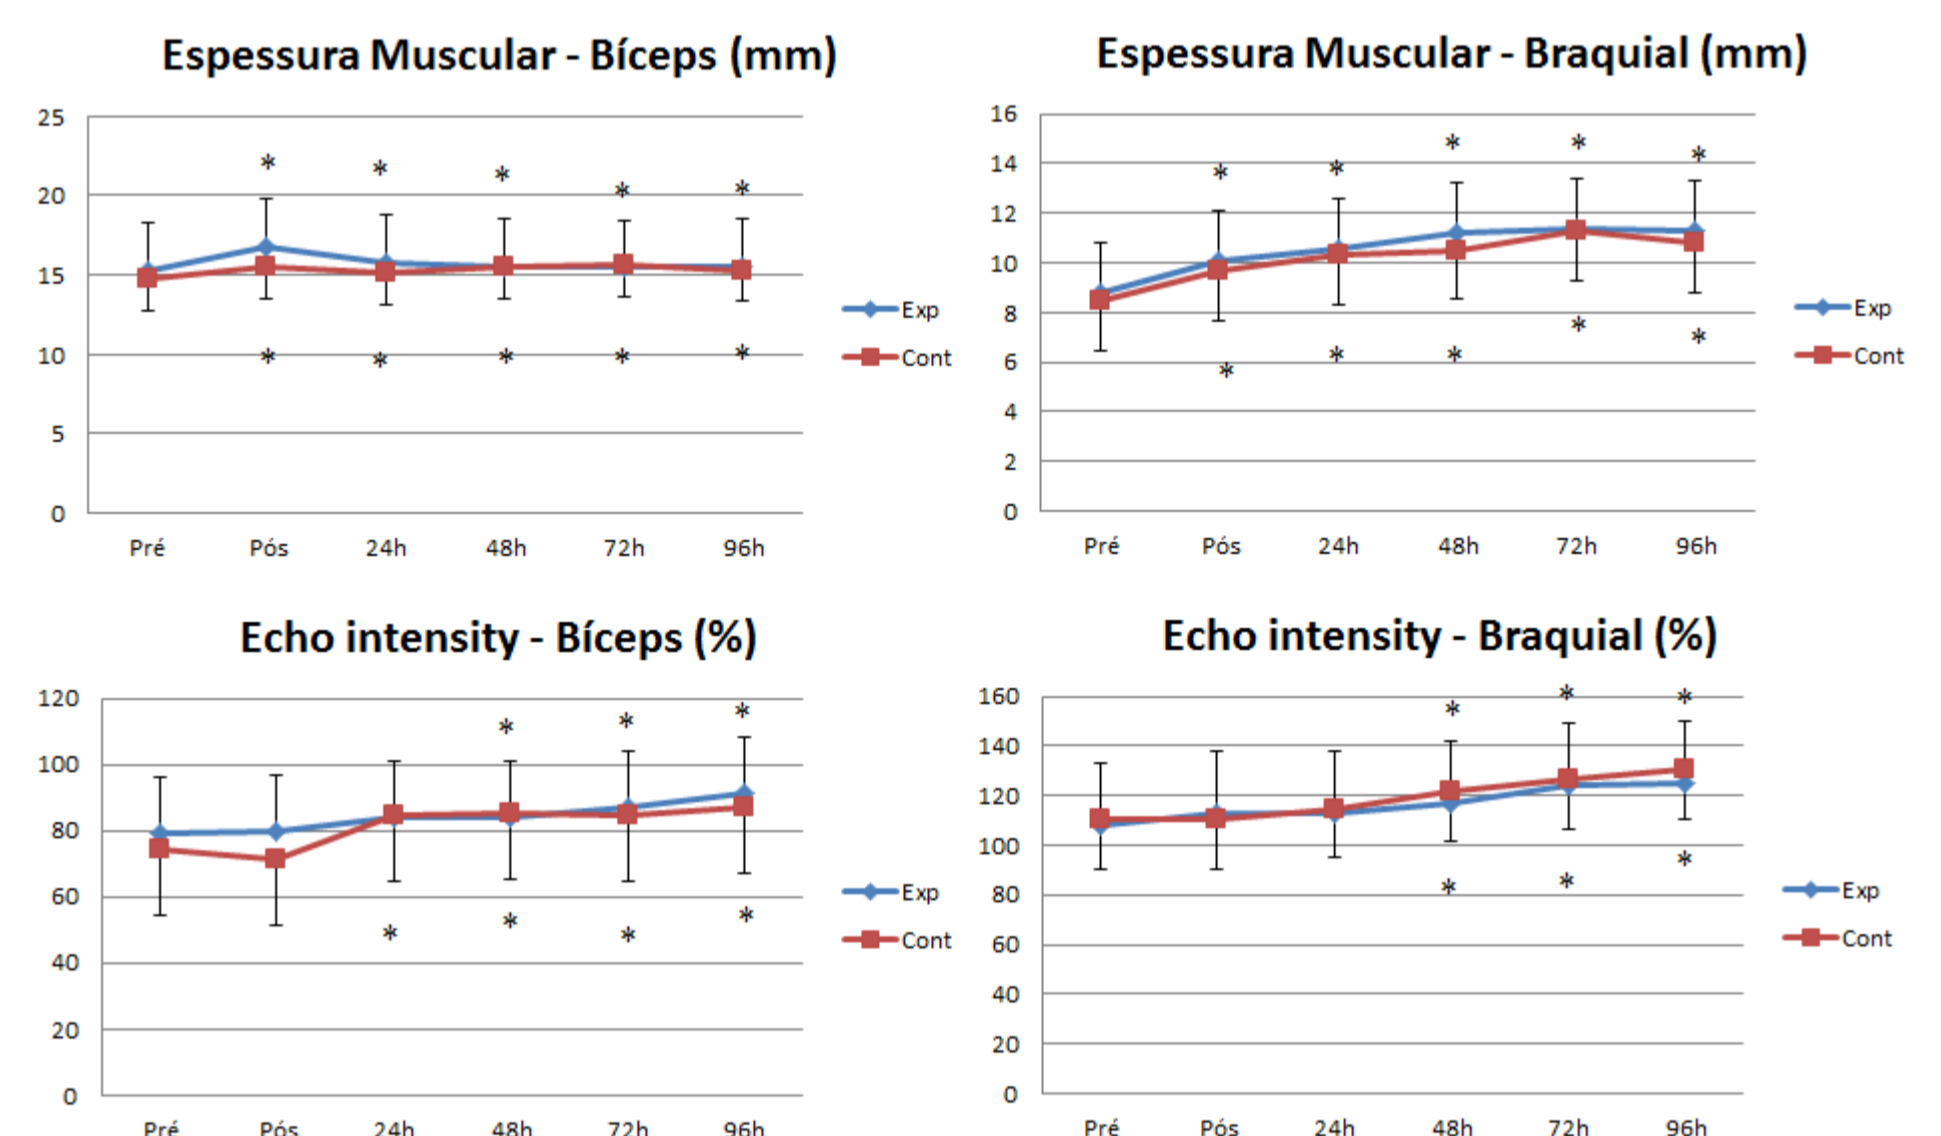 Espessura Muscular - Bíceps (mm)
25
20
15
10
5
0
* * * * *
* * * * *
Pré Pós 24h 48h 72h 96h
Exp
Cont
Espessura Muscular - Braquial (mm)
16
14
12
10
8
6
4
2
0
* * * * *
* * * * *
Pré Pós 24h 48h 72h 96h
Exp
Cont
Echo intensity - Bíceps (%)
120
100
80
60
40
20
0
* * *
* * * *
Pré Pós 24h 48h 72h 96h
Exp
Cont
Echo intensity - Braquial (%)
160
140
120
100
80
60
40
20
0
* * *
* * *
Pré Pós 24h 48h 72h 96h
Exp
Cont